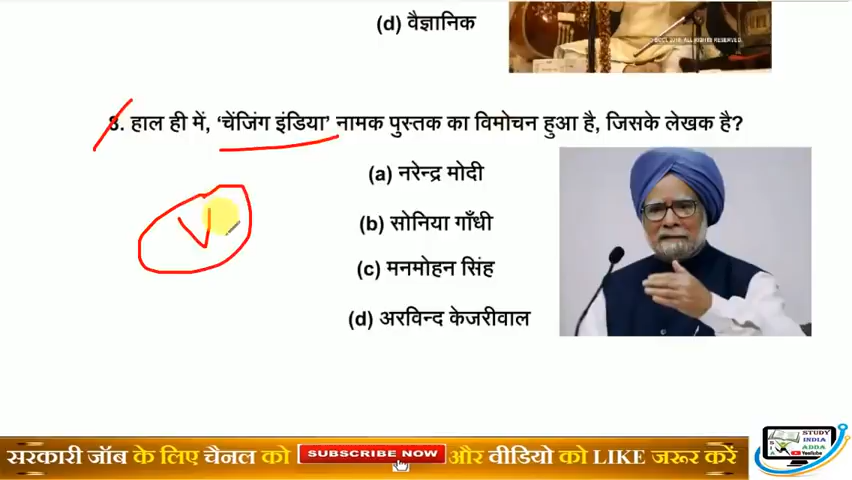 (d) वैज्ञानिक
8. हाल ही में, ‘चेंजिंग इंडिया’ नामक पुस्तक का विमोचन हुआ है, जिसके लेखक है?
(a) नरेन्द्र मोदी
(b) सोनिया गाँधी
V
(c) मनमोहन सिंह
(d) अरविन्द केजरीवाल
सरकारी जॉब के लिए चैनल को SUBSCRIBE NOW और वीडियो को LIKE जरूर करें
STUDY
INDIA
ADDA
YouTube